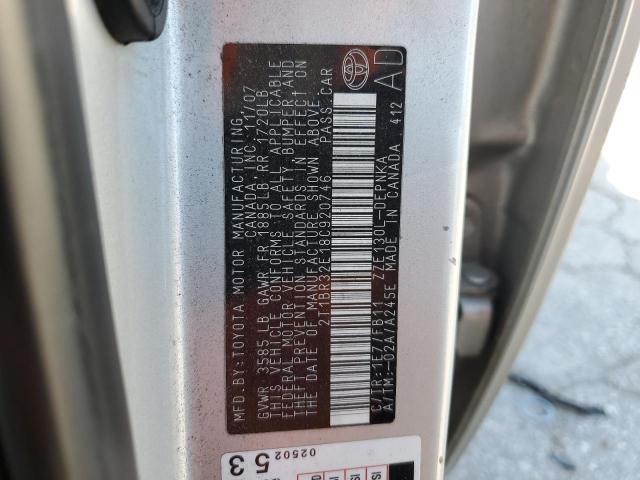 MFD.BY:TOYOTA MOTOR MANUFACTURING,
CANADA, INC. 11/07
GVWR 3585LB GAWR FR 1885LB RR 1720LB
THIS VEHICLE CONFORMS TO ALL APPLICABLE
FEDERAL MOTOR VEHICLE SAFETY, BUMPER AND
THEFT PREVENTION STANDARDS IN EFFECT ON
THE DATE OF MANUFACTURE SHOWN ABOVE.
2T1BR32E18C920746 PASS.CAR
C/TR:1E7/FB11 ZZE130L-DEPNKA
A/TM:-02A/A245E MADE IN CANADA 412
AD
02502
53